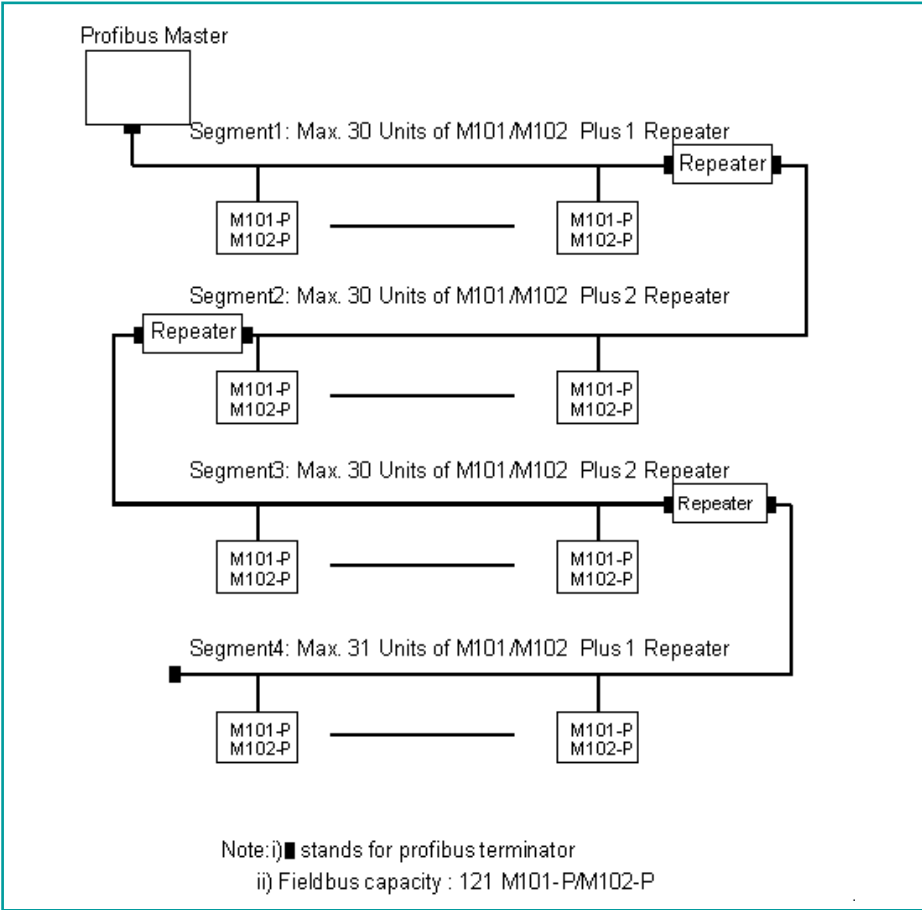 Profibus Master
Segment1: Max. 30 Units of M101/M102 Plus 1 Repeater
Repeater
M101-P
M102-P
M101-P
M102-P
Segment2: Max. 30 Units of M101/M102 Plus 2 Repeater
Repeater
M101-P
M102-P
M101-P
M102-P
Segment3: Max. 30 Units of M101/M102 Plus 2 Repeater
Repeater
M101-P
M102-P
M101-P
M102-P
Segment4: Max. 31 Units of M101/M102 Plus 1 Repeater
M101-P
M102-P
M101-P
M102-P
Note: i) stands for profibus terminator
ii) Fieldbus capacity : 121 M101-P/M102-P